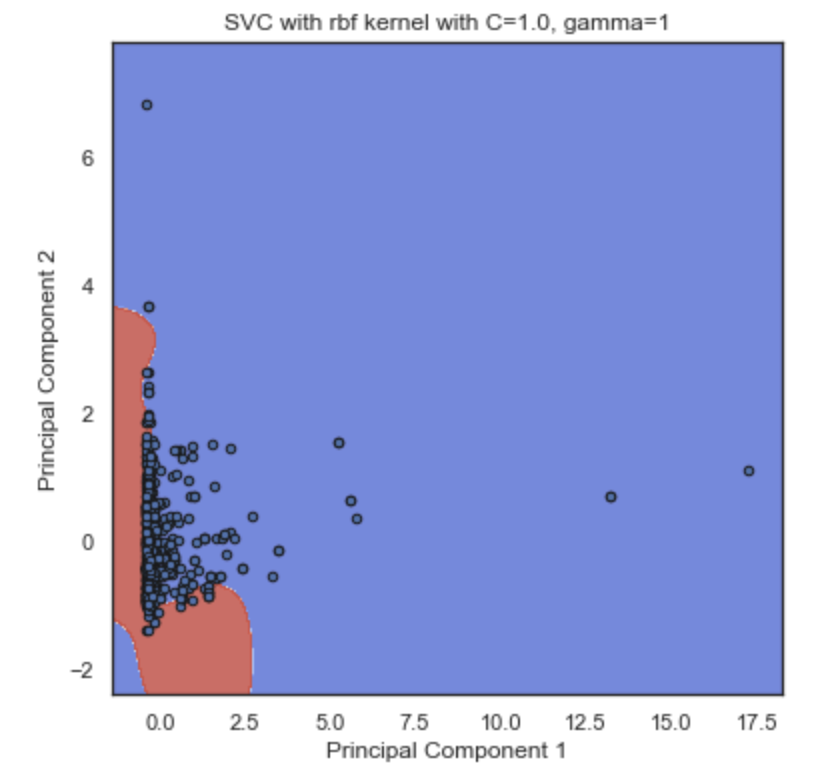 SVC with rbf kernel with C=1.0, gamma=1
6
4
2
0
−2
Principal Component 2
0.0 2.5 5.0 7.5 10.0 12.5 15.0 17.5
Principal Component 1